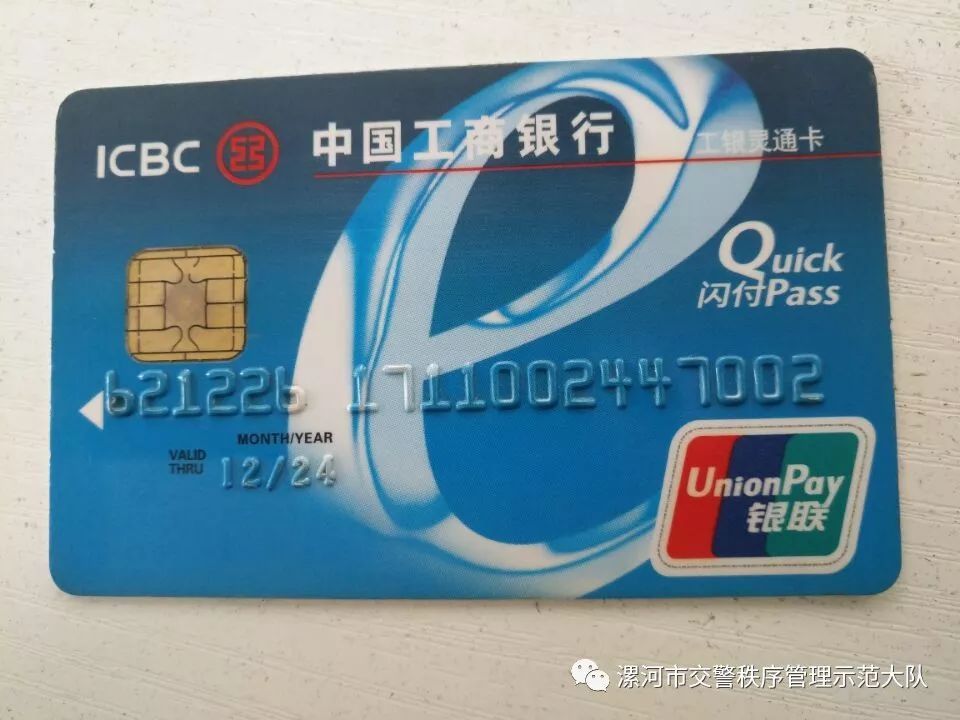 ICBC 中国工商银行 工银灵通卡
Quick
闪付Pass
621226 1711002447002
MONTH/YEAR
VALID
THRU 12/24
UnionPay
银联
漯河市交警秩序管理示范大队